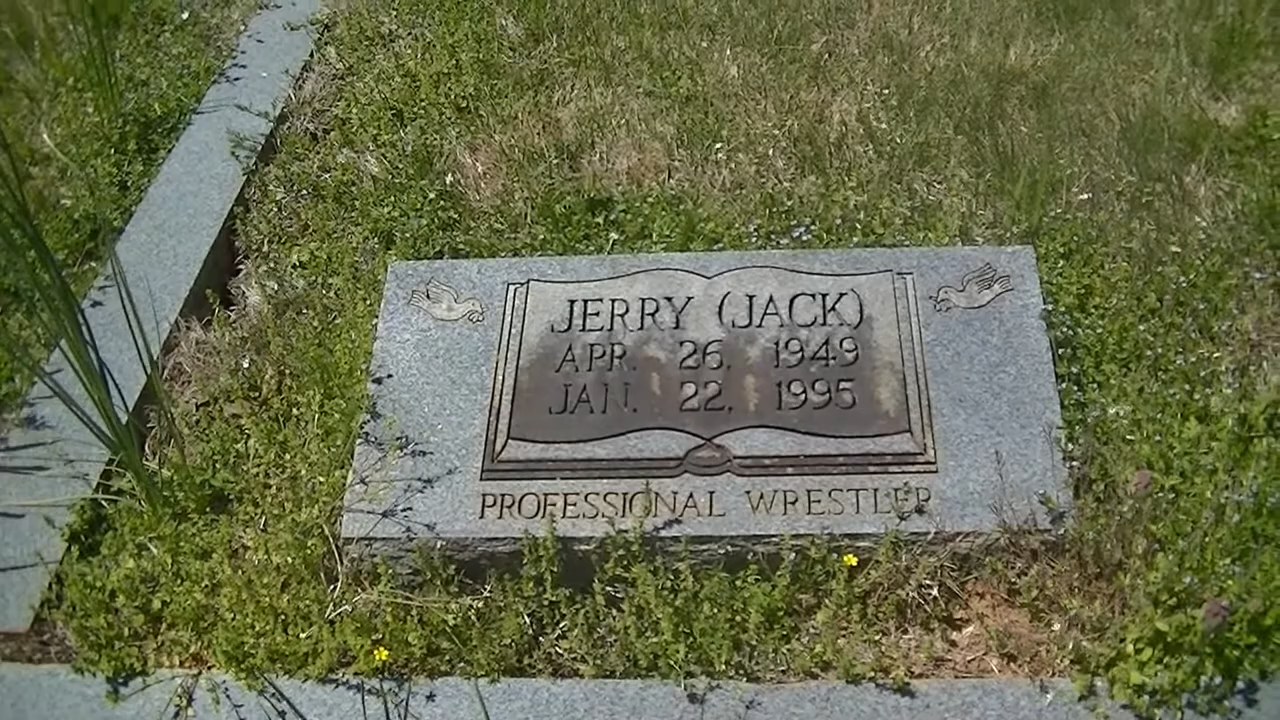 JERRY (JACK)
APR. 26, 1949
JAN. 22, 1995
PROFESSIONAL WRESTLER